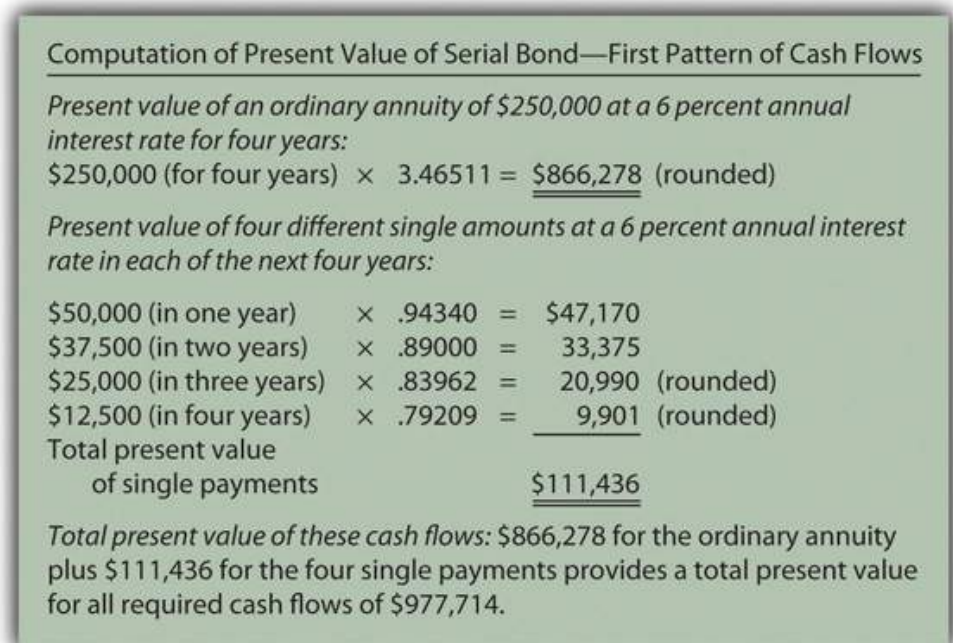 Computation of Present Value of Serial Bond—First Pattern of Cash Flows
Present value of an ordinary annuity of $250,000 at a 6 percent annual
interest rate for four years:
$250,000 (for four years) × 3.46511 = $866,278 (rounded)
Present value of four different single amounts at a 6 percent annual interest
rate in each of the next four years:
$50,000 (in one year) × .94340 = $47,170
$37,500 (in two years) × .89000 = 33,375
$25,000 (in three years) × .83962 = 20,990 (rounded)
$12,500 (in four years) × .79209 = 9,901 (rounded)
Total present value
of single payments $111,436
Total present value of these cash flows: $866,278 for the ordinary annuity
plus $111,436 for the four single payments provides a total present value
for all required cash flows of $977,714.